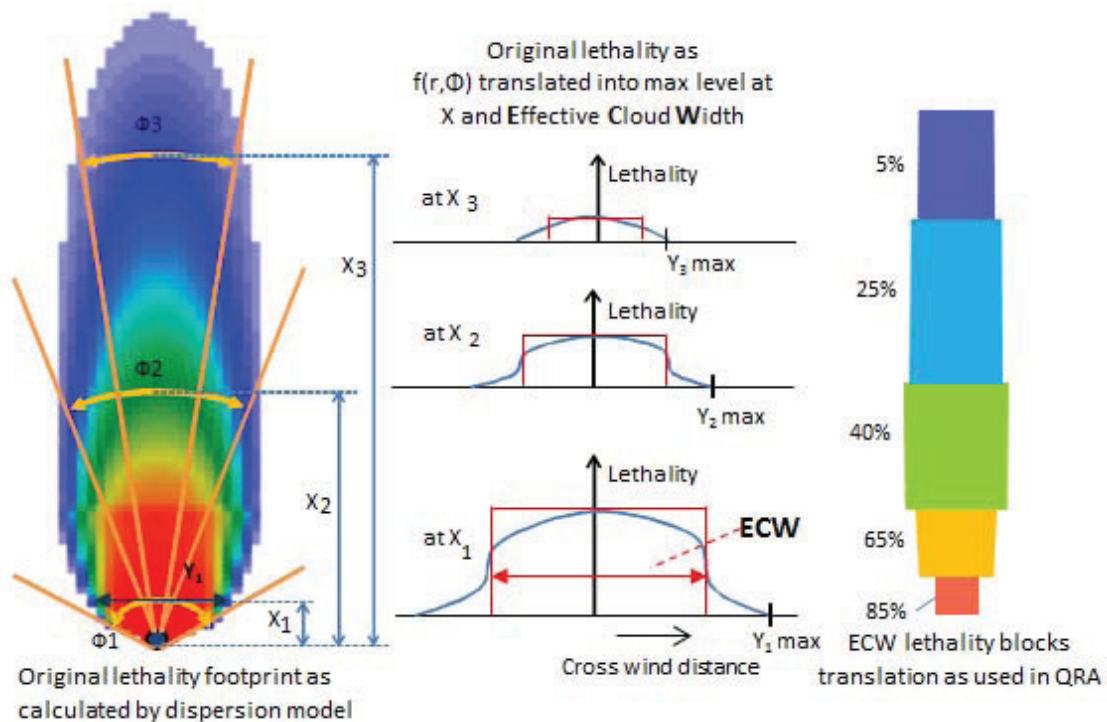 Φ3
Φ2
Φ1
Y₁
X₃
X₂
X₁
Original lethality footprint as
calculated by dispersion model
Original lethality as
f(r,Φ) translated into max level at
X and Effective Cloud Width
Lethality
at X ₃
Y₃ max
Lethality
at X ₂
Y₂ max
Lethality
at X₁
ECW
Y₁ max
Cross wind distance
5%
25%
40%
65%
85%
ECW lethality blocks
translation as used in QRA